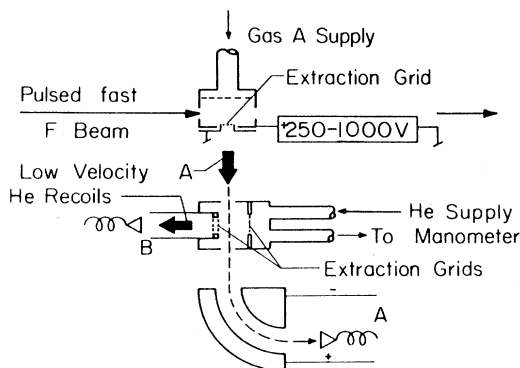 Gas A Supply
Extraction Grid
Pulsed fast
F Beam
+250-1000V
Low Velocity
He Recoils
A
He Supply
To Manometer
B
Extraction Grids
-
A
+